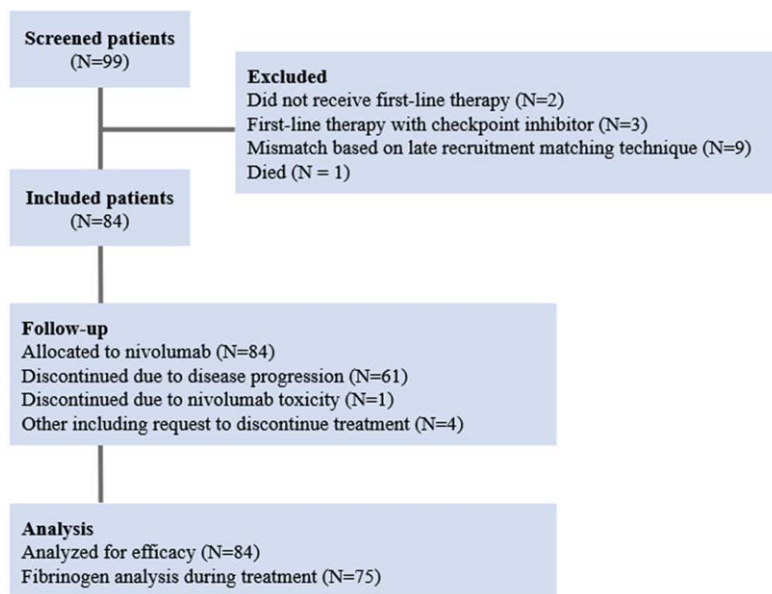 Screened patients
(N=99)
Excluded
Did not receive first-line therapy (N=2)
First-line therapy with checkpoint inhibitor (N=3)
Mismatch based on late recruitment matching technique (N=9)
Died (N = 1)
Included patients
(N=84)
Follow-up
Allocated to nivolumab (N=84)
Discontinued due to disease progression (N=61)
Discontinued due to nivolumab toxicity (N=1)
Other including request to discontinue treatment (N=4)
Analysis
Analyzed for efficacy (N=84)
Fibrinogen analysis during treatment (N=75)